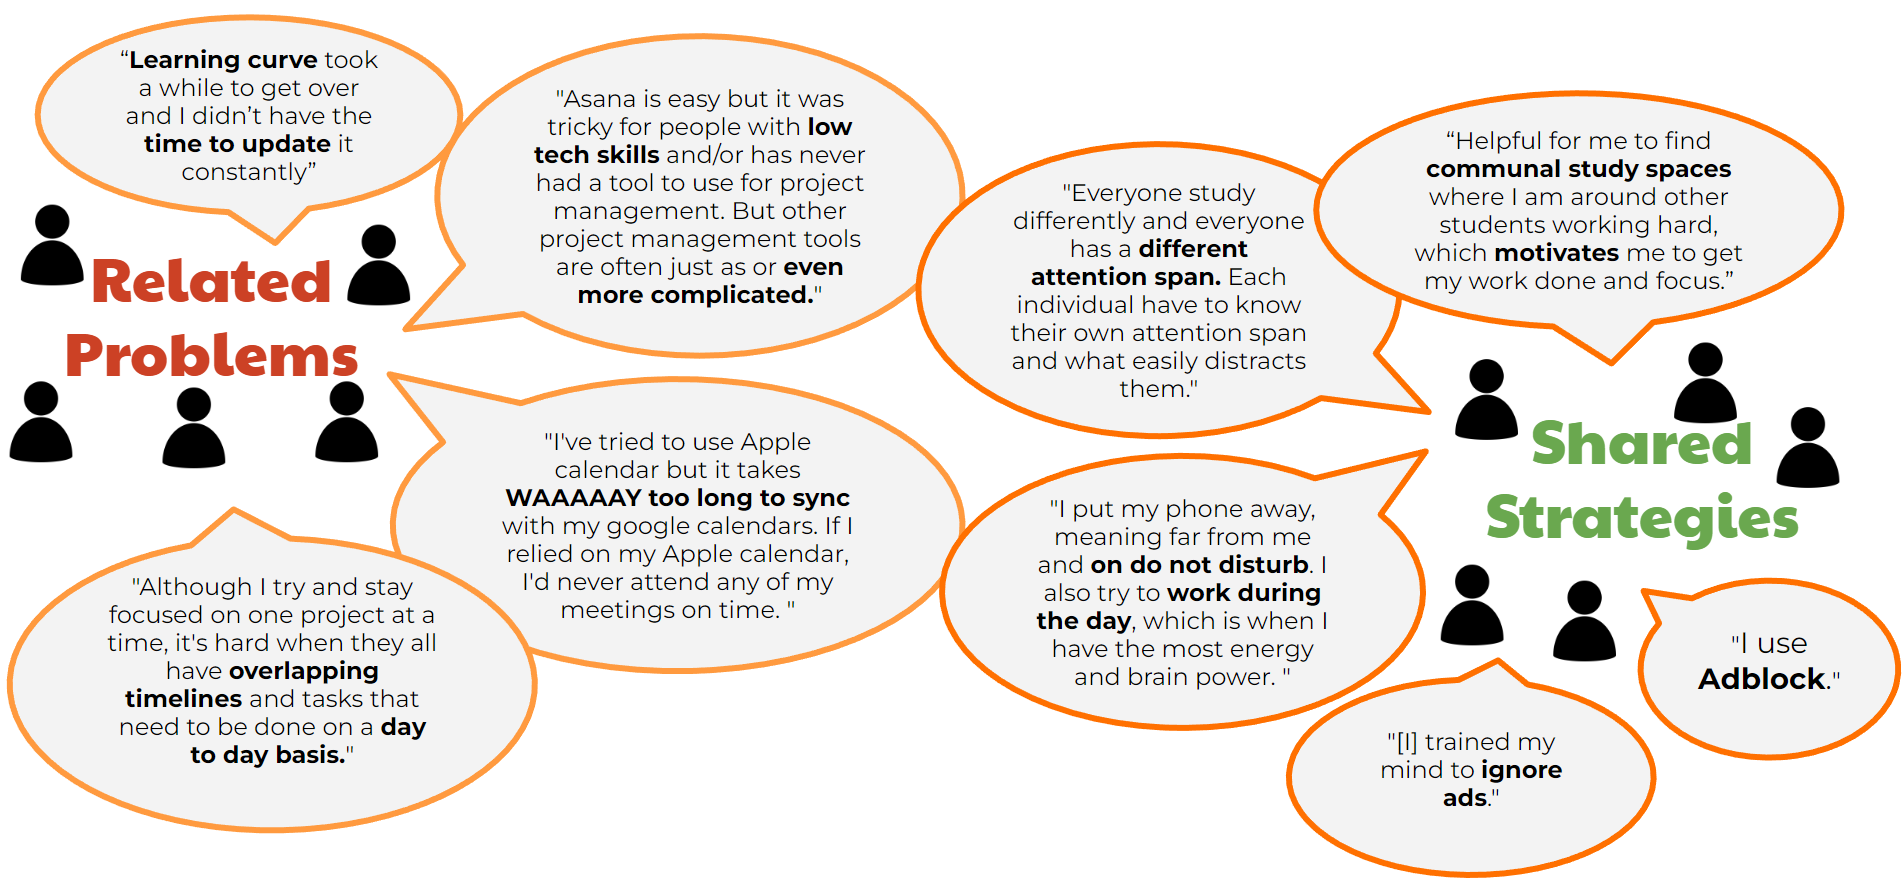 “Learning curve took
a while to get over
and I didn’t have the
time to update it
constantly”
"Asana is easy but it was
tricky for people with low
tech skills and/or has never
had a tool to use for project
management. But other
project management tools
are often just as or even
more complicated."
Related
Problems
"I've tried to use Apple
calendar but it takes
WAAAAAY too long to sync
with my google calendars. If I
relied on my Apple calendar,
I'd never attend any of my
meetings on time. "
"Although I try and stay
focused on one project at a
time, it's hard when they all
have overlapping
timelines and tasks that
need to be done on a day
to day basis."
"Everyone study
differently and everyone
has a different
attention span. Each
individual have to know
their own attention span
and what easily distracts
them."
“Helpful for me to find
communal study spaces
where I am around other
students working hard,
which motivates me to get
my work done and focus.”
Shared
Strategies
"I put my phone away,
meaning far from me
and on do not disturb. I
also try to work during
the day, which is when I
have the most energy
and brain power. "
"I use
Adblock."
"[I] trained my
mind to ignore
ads."